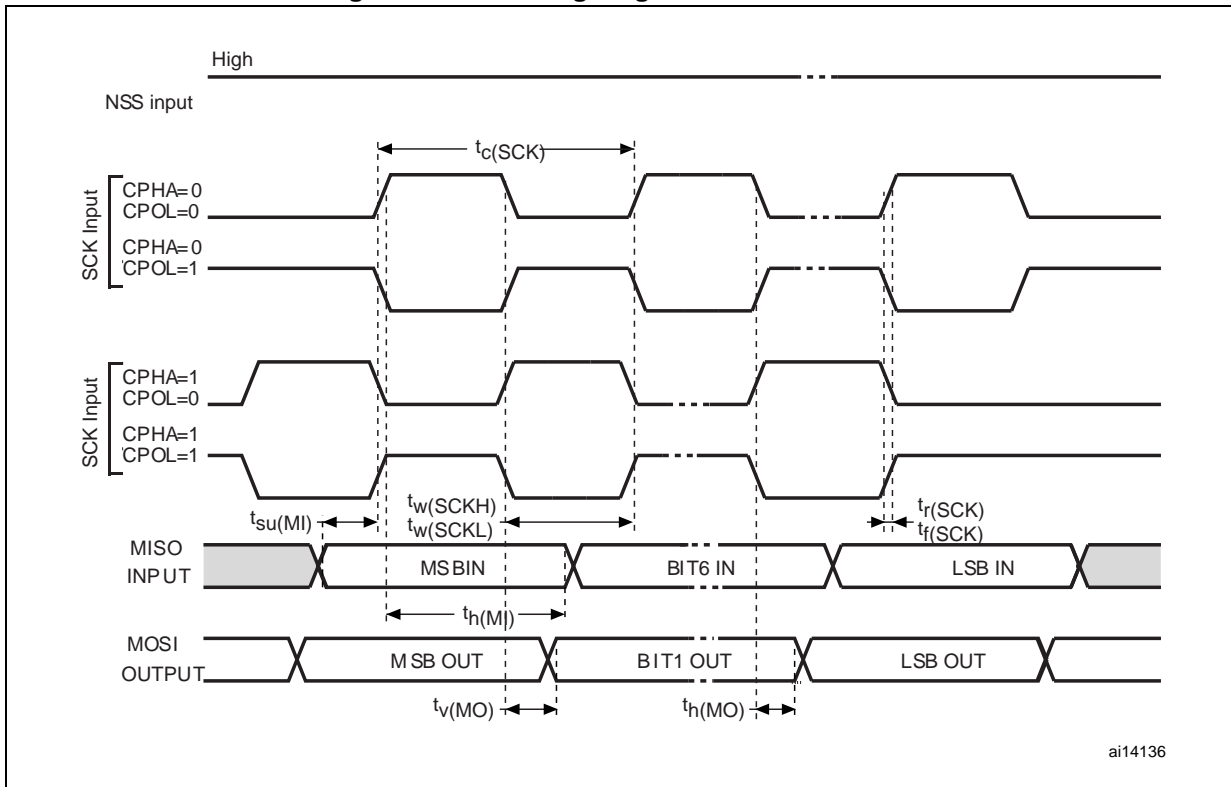 High
NSS input
tc(SCK)
SCK Input
CPHA=0
CPOL=0
CPHA=0
CPOL=1
SCK Input
CPHA=1
CPOL=0
CPHA=1
CPOL=1
tsu(MI)
tw(SCKH)
tw(SCKL)
tr(SCK)
tf(SCK)
MISO
INPUT
MSBIN
BIT6 IN
LSB IN
th(MI)
MOSI
OUTPUT
MSB OUT
BIT1 OUT
LSB OUT
tv(MO)
th(MO)
ai14136